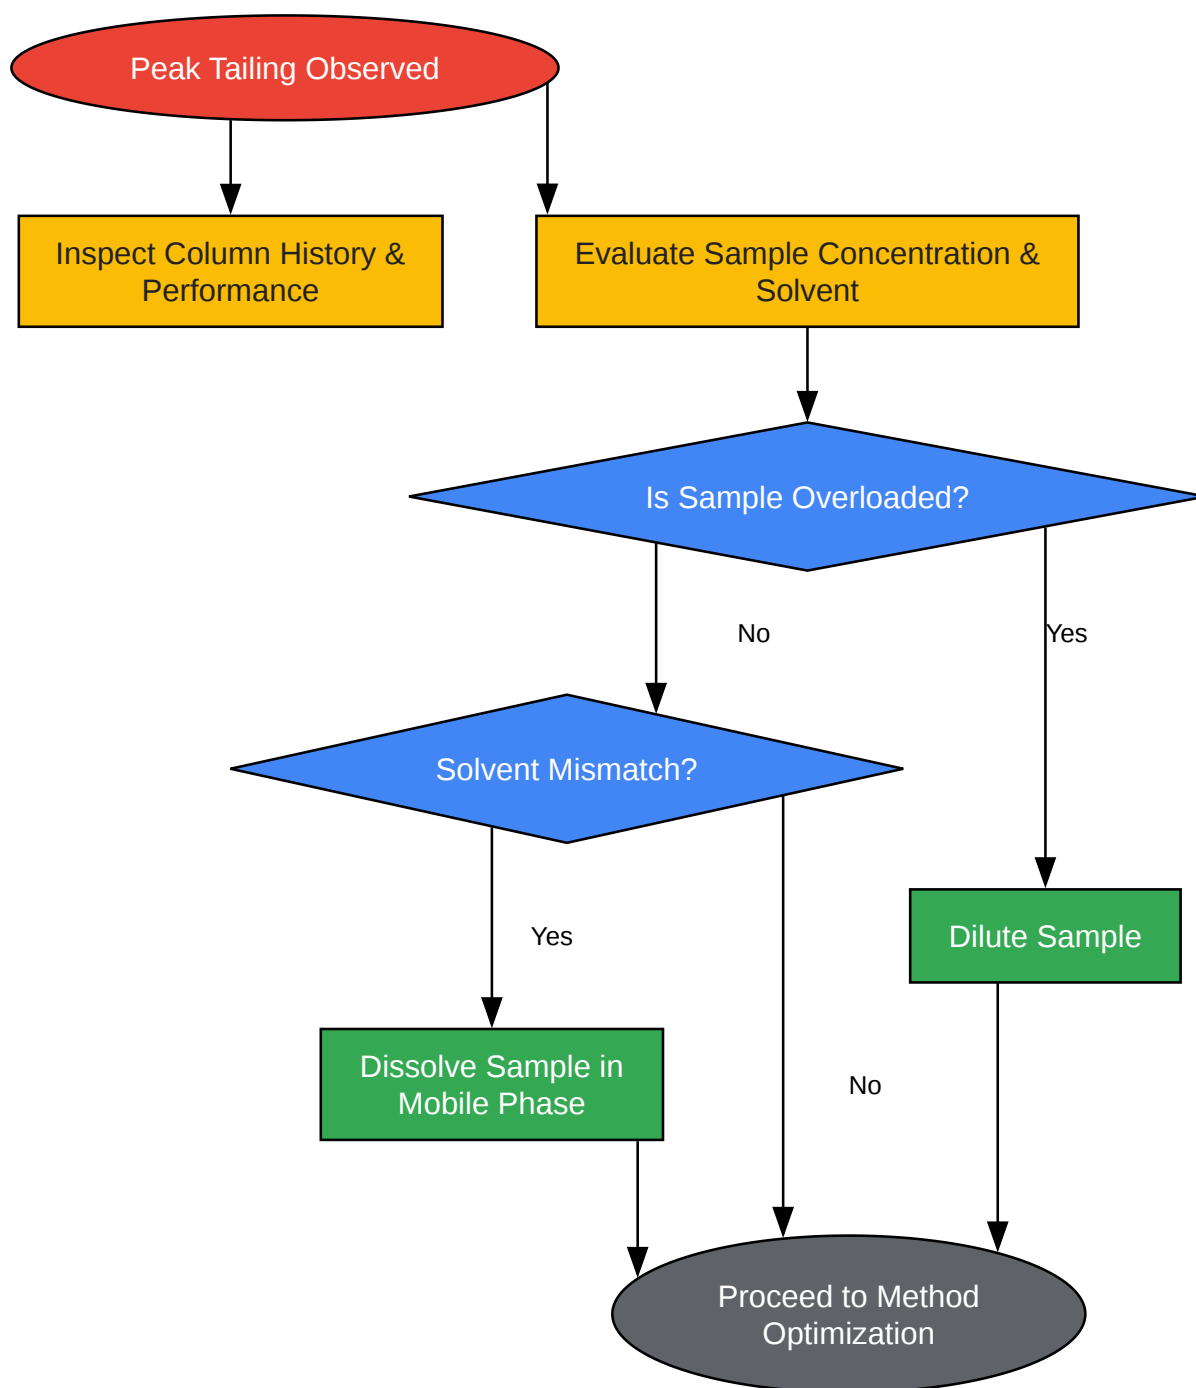 Peak Tailing Observed
Inspect Column History &
Performance
Evaluate Sample Concentration &
Solvent
Is Sample Overloaded?
No
Yes
Solvent Mismatch?
Yes
Dilute Sample
Dissolve Sample in
Mobile Phase
No
Proceed to Method
Optimization